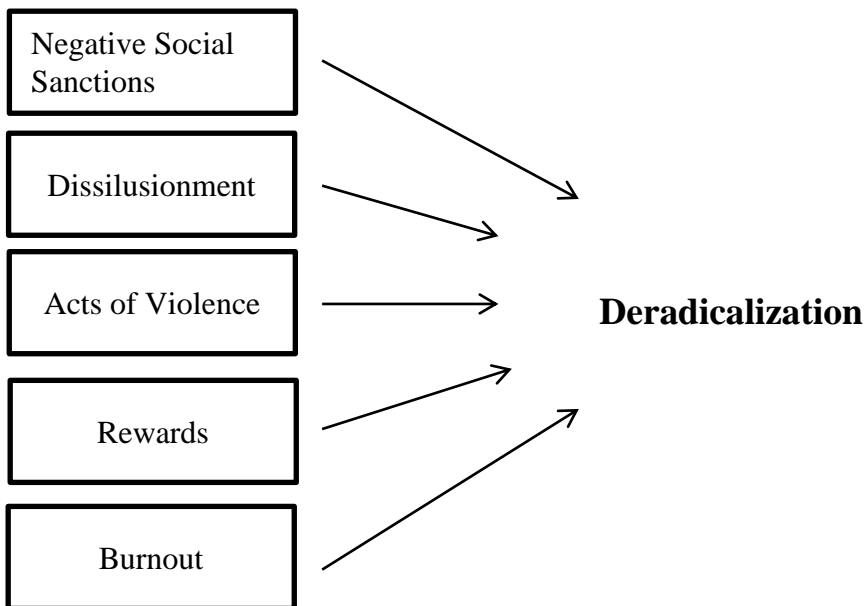 Negative Social
Sanctions
Dissilusionment
Acts of Violence
Deradicalization
Rewards
Burnout